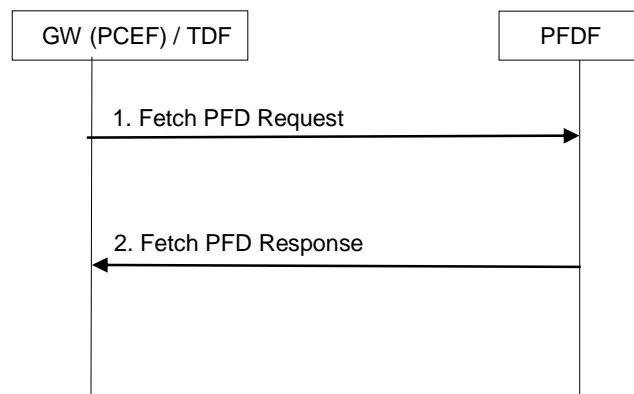 GW (PCEF) / TDF
PFDF
1. Fetch PFD Request
2. Fetch PFD Response